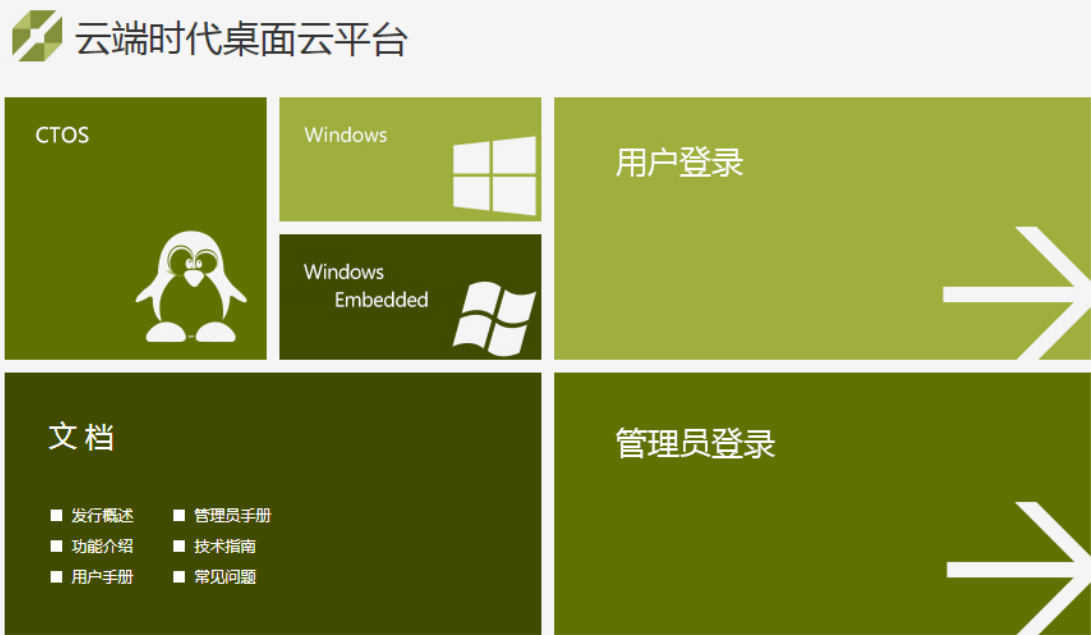 云端时代桌面云平台
CTOS
Windows
用户登录
Windows
Embedded
文档
管理员登录
发行概述
管理员手册
功能介绍
技术指南
用户手册
常见问题